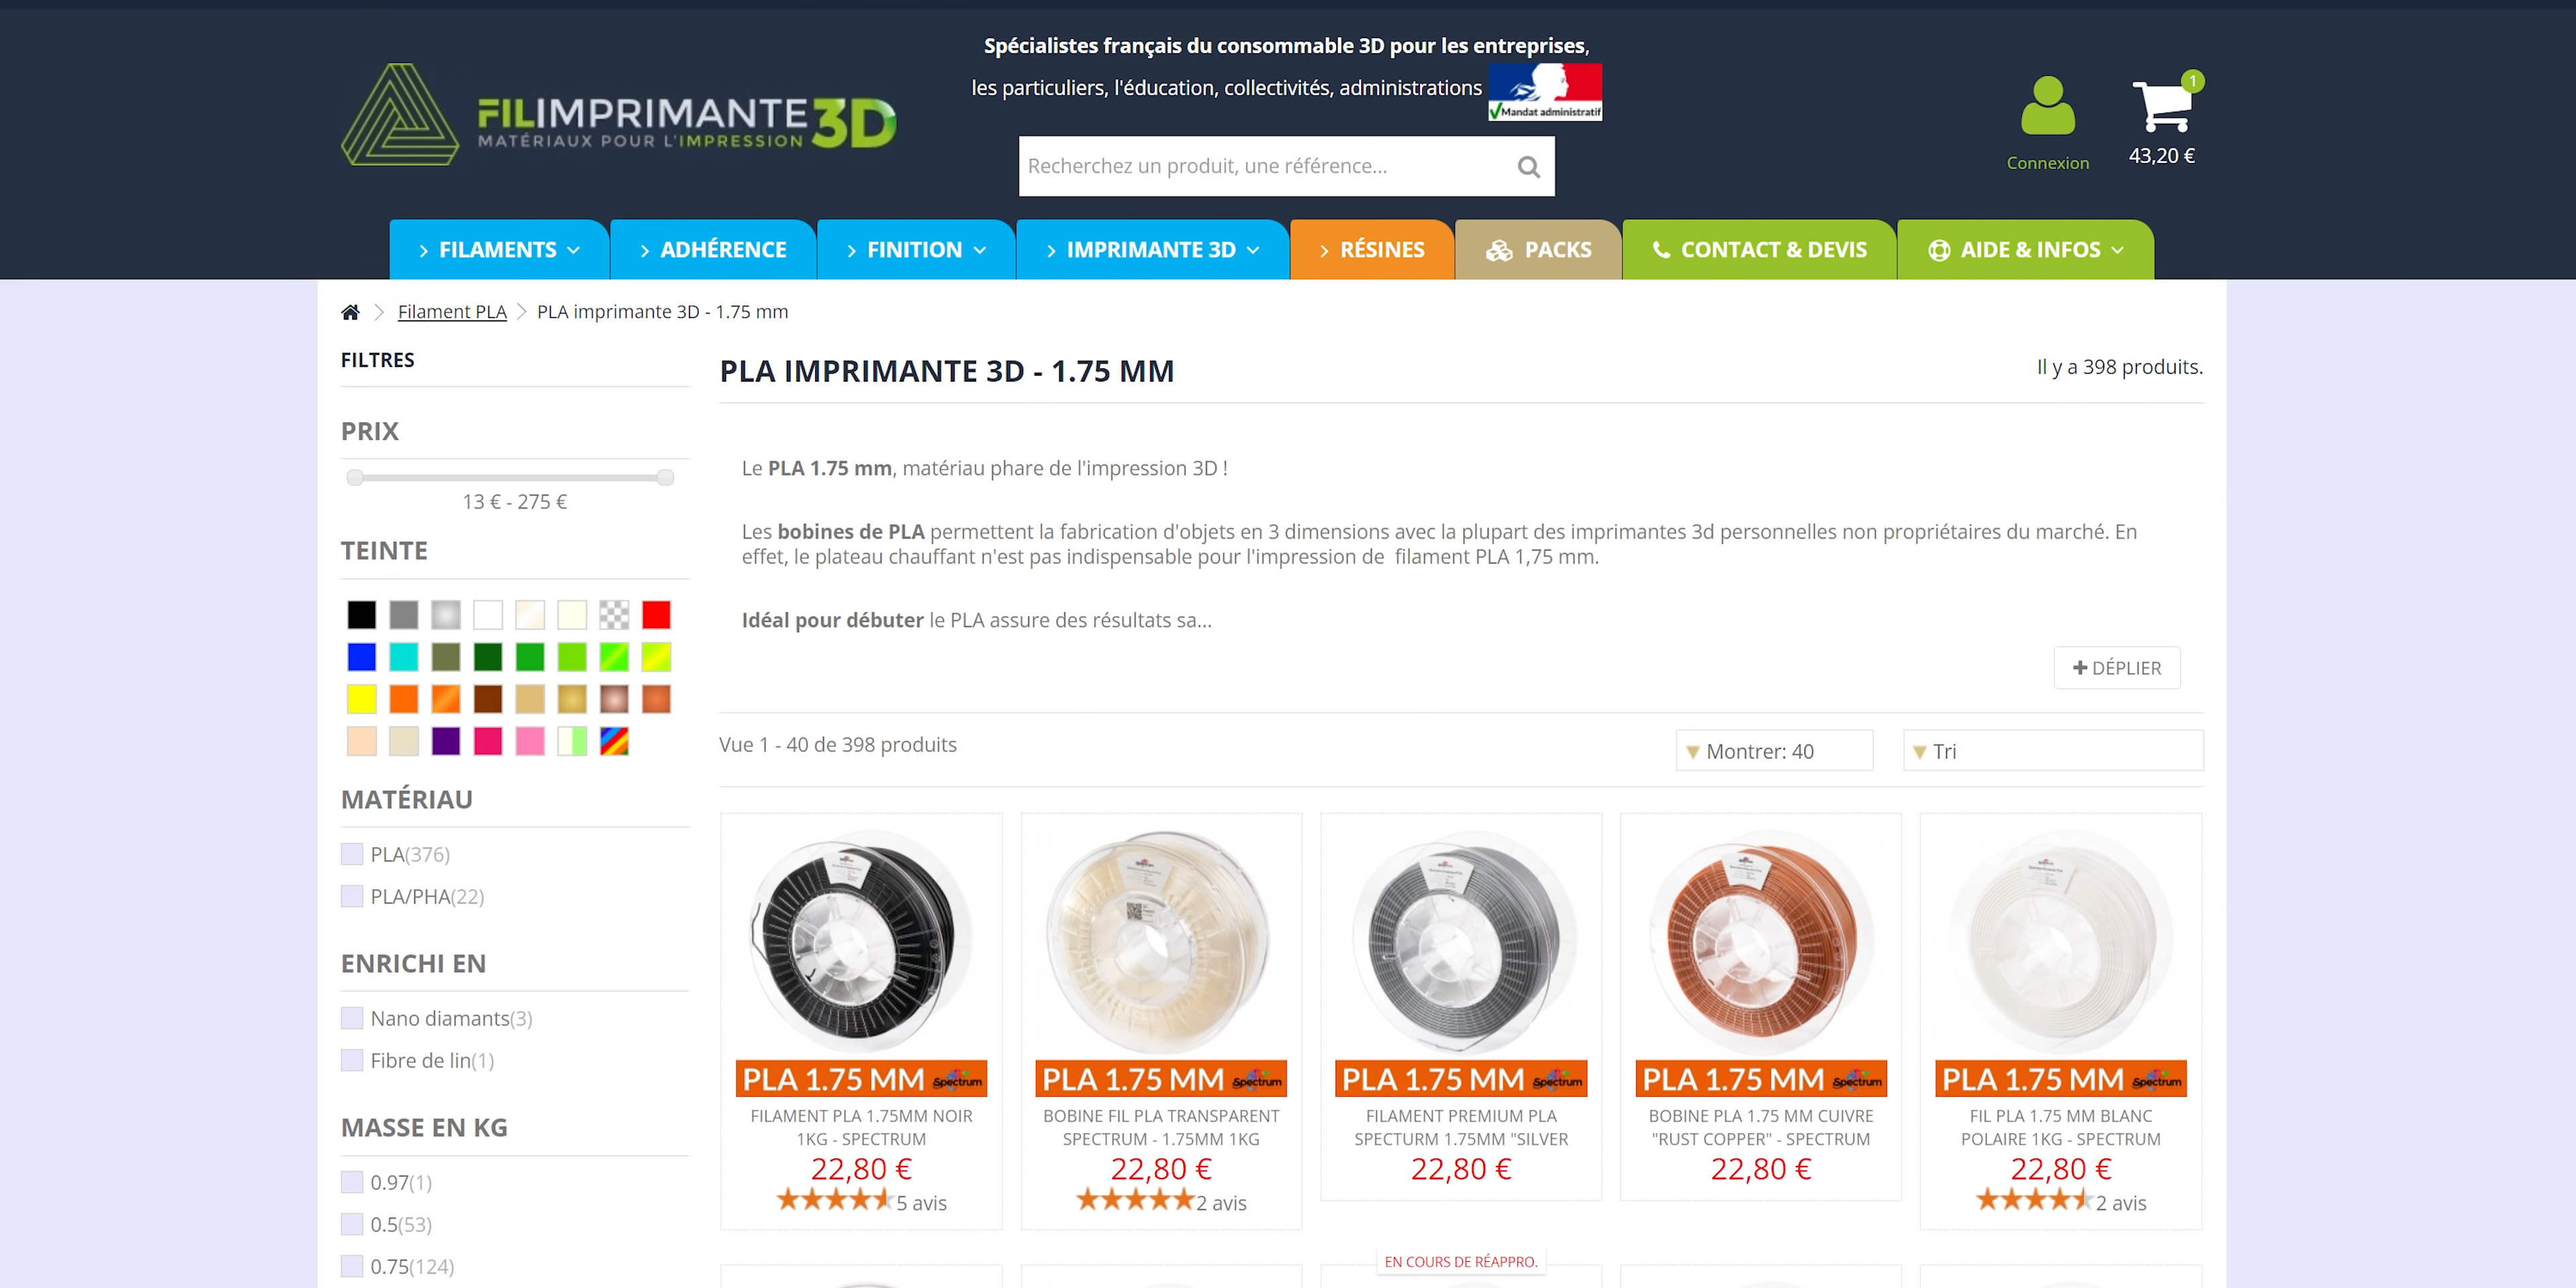 Spécialistes français du consommable 3D pour les entreprises,
les particuliers, l'éducation, collectivités, administrations
Mandat administratif
FILIMPRIMANTE3D
MATÉRIAUX POUR L'IMPRESSION
Recherchez un produit, une référence...
Connexion
1
43,20 €
FILAMENTS
ADHÉRENCE
FINITION
IMPRIMANTE 3D
RÉSINES
PACKS
CONTACT & DEVIS
AIDE & INFOS
Filament PLA
PLA imprimante 3D - 1.75 mm
FILTRES
PRIX
13 € - 275 €
TEINTE
MATÉRIAU
PLA(376)
PLA/PHA(22)
ENRICHI EN
Nano diamants(3)
Fibre de lin(1)
MASSE EN KG
0.97(1)
0.5(53)
0.75(124)
PLA IMPRIMANTE 3D - 1.75 MM
Il y a 398 produits.
Le PLA 1.75 mm, matériau phare de l'impression 3D !
Les bobines de PLA permettent la fabrication d'objets en 3 dimensions avec la plupart des imprimantes 3d personnelles non propriétaires du marché. En
effet, le plateau chauffant n'est pas indispensable pour l'impression de filament PLA 1,75 mm.
Idéal pour débuter le PLA assure des résultats sa...
DÉPLIER
Vue 1 - 40 de 398 produits
Montrer: 40
Tri
PLA 1.75 MM Spectrum
FILAMENT PLA 1.75MM NOIR
1KG - SPECTRUM
22,80 €
5 avis
PLA 1.75 MM Spectrum
BOBINE FIL PLA TRANSPARENT
SPECTRUM - 1.75MM 1KG
22,80 €
2 avis
PLA 1.75 MM Spectrum
FILAMENT PREMIUM PLA
SPECTURM 1.75MM "SILVER
22,80 €
PLA 1.75 MM Spectrum
BOBINE PLA 1.75 MM CUIVRE
"RUST COPPER" - SPECTRUM
22,80 €
PLA 1.75 MM Spectrum
FIL PLA 1.75 MM BLANC
POLAIRE 1KG - SPECTRUM
22,80 €
2 avis
EN COURS DE RÉAPPRO.